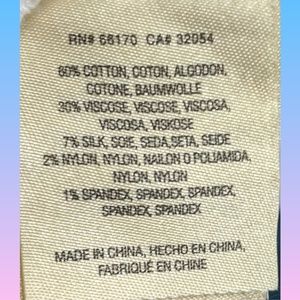 RN# 66170 CA# 32054
60% COTTON, COTON, ALGODON,
COTONE, BAUMWOLLE
30% VISCOSE, VISCOSE, VISCOSA,
VISCOSA, VISKOSE
7% SILK, SOIE, SEDA, SETA, SEIDE
2% NYLON, NYLON, NAILON O POLIAMIDA,
NYLON, NYLON
1% SPANDEX, SPANDEX, SPANDEX,
SPANDEX, SPANDEX
MADE IN CHINA, HECHO EN CHINA,
FABRIQUÉ EN CHINE